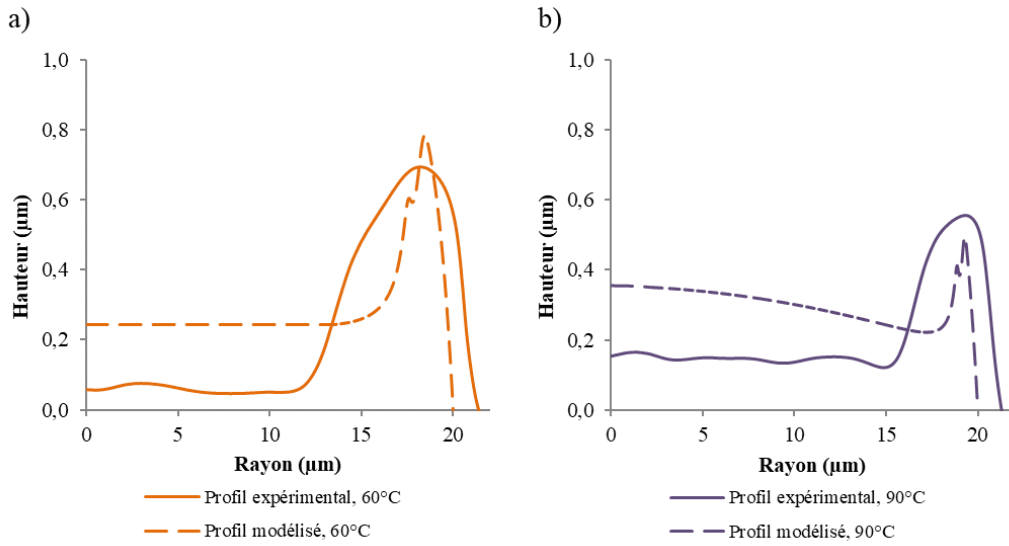 a)
1,0
0,8
0,6
0,4
0,2
0,0
Hauteur (µm)
0
5
10
15
20
Rayon (µm)
Profil expérimental, 60°C
Profil modélisé, 60°C
b)
1,0
0,8
0,6
0,4
0,2
0,0
Hauteur (µm)
0
5
10
15
20
Rayon (µm)
Profil expérimental, 90°C
Profil modélisé, 90°C